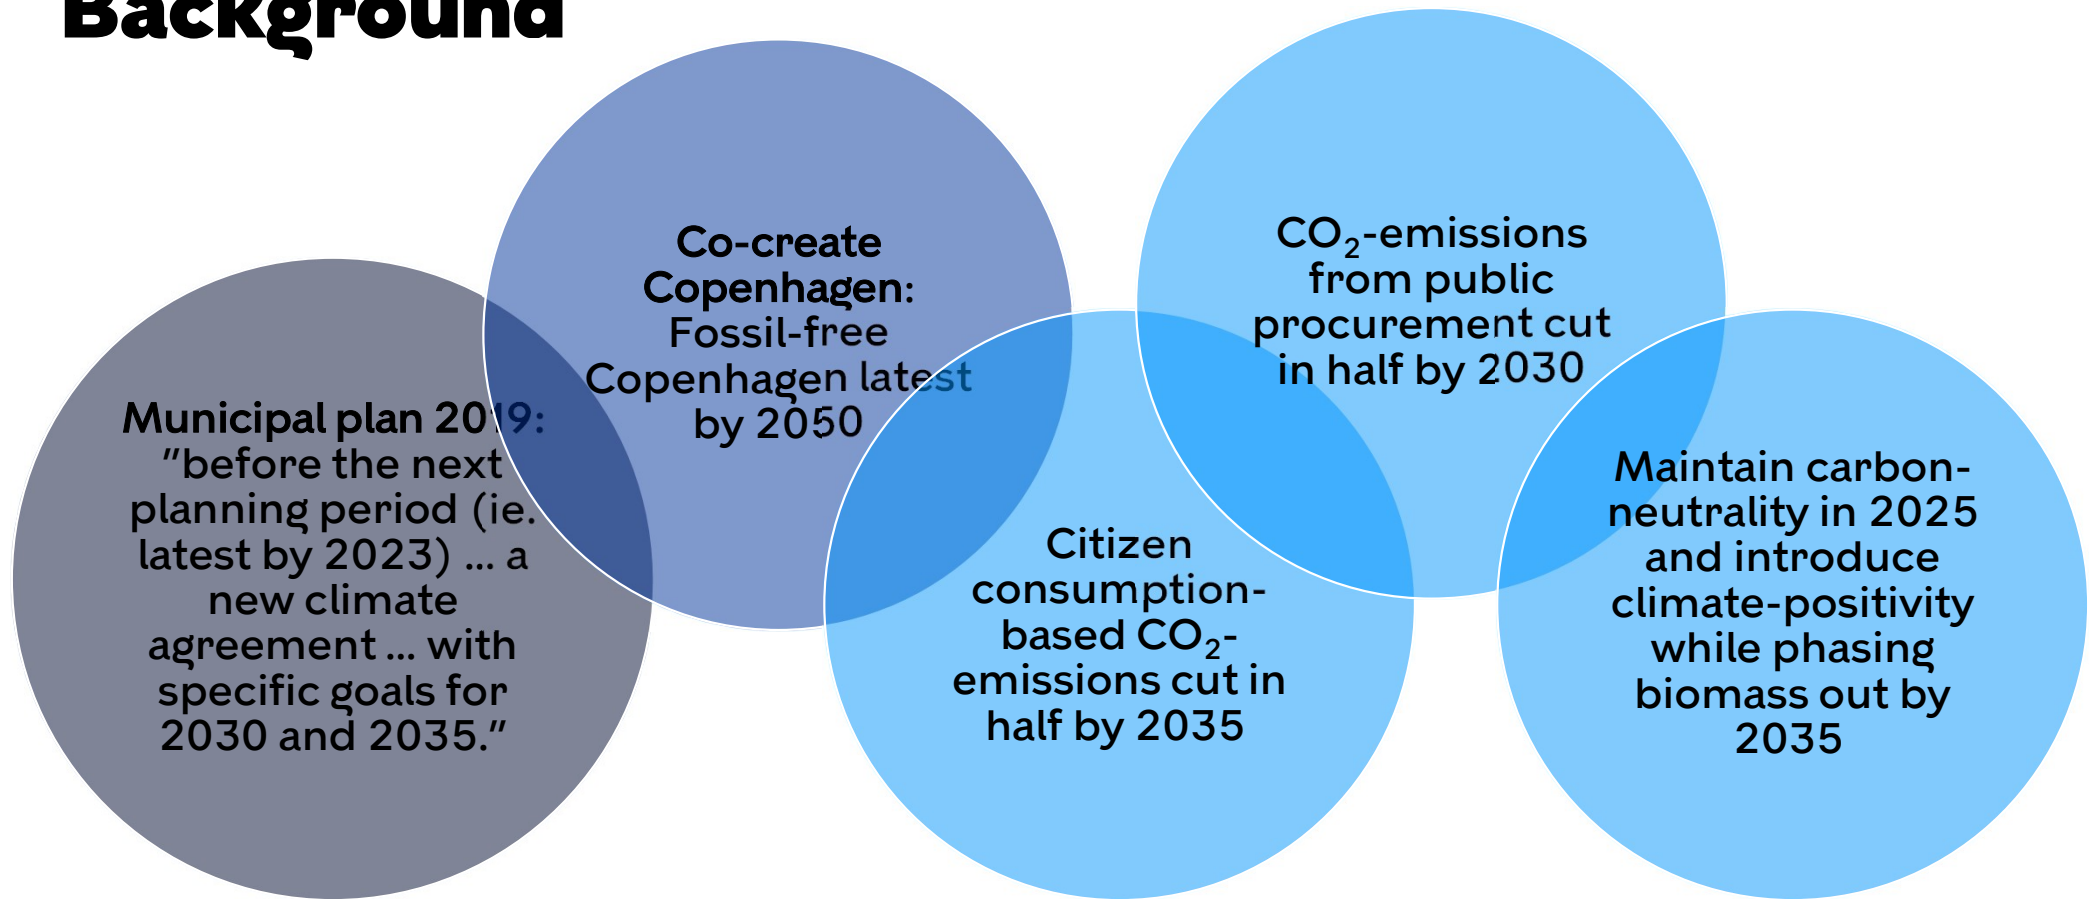 Background
Municipal plan 2019:
”before the next
planning period (ie.
latest by 2023) ... a
new climate
agreement ... with
specific goals for
2030 and 2035.”
Co-create
Copenhagen:
Fossil-free
Copenhagen latest
by 2050
Citizen
consumption-
based CO₂-
emissions cut in
half by 2035
CO₂-emissions
from public
procurement cut
in half by 2030
Maintain carbon-
neutrality in 2025
and introduce
climate-positivity
while phasing
biomass out by
2035